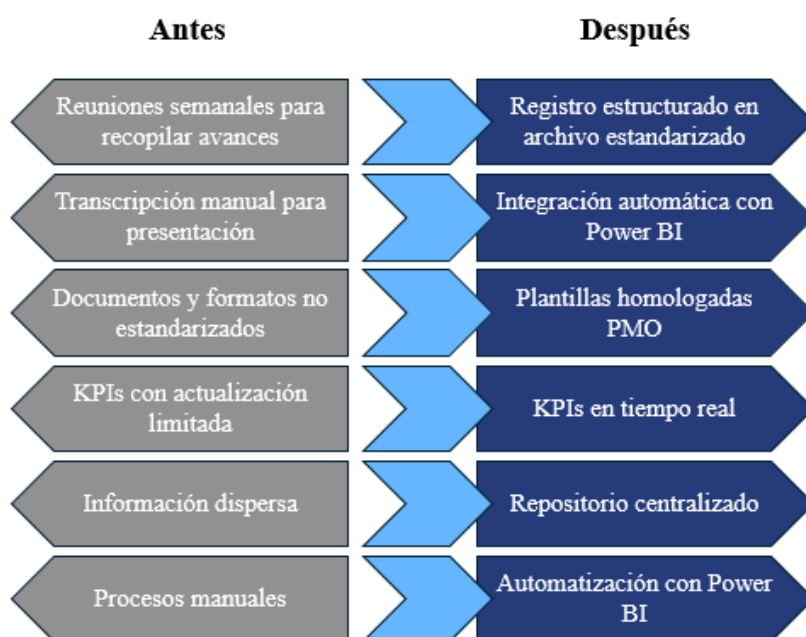 Antes
Después
Reuniones semanales para
recopilar avances
Registro estructurado en
archivo estandarizado
Transcripción manual para
presentación
Integración automática con
Power BI
Documentos y formatos no
estandarizados
Plantillas homologadas
PMO
KPIs con actualización
limitada
KPIs en tiempo real
Información dispersa
Repositorio centralizado
Procesos manuales
Automatización con Power
BI